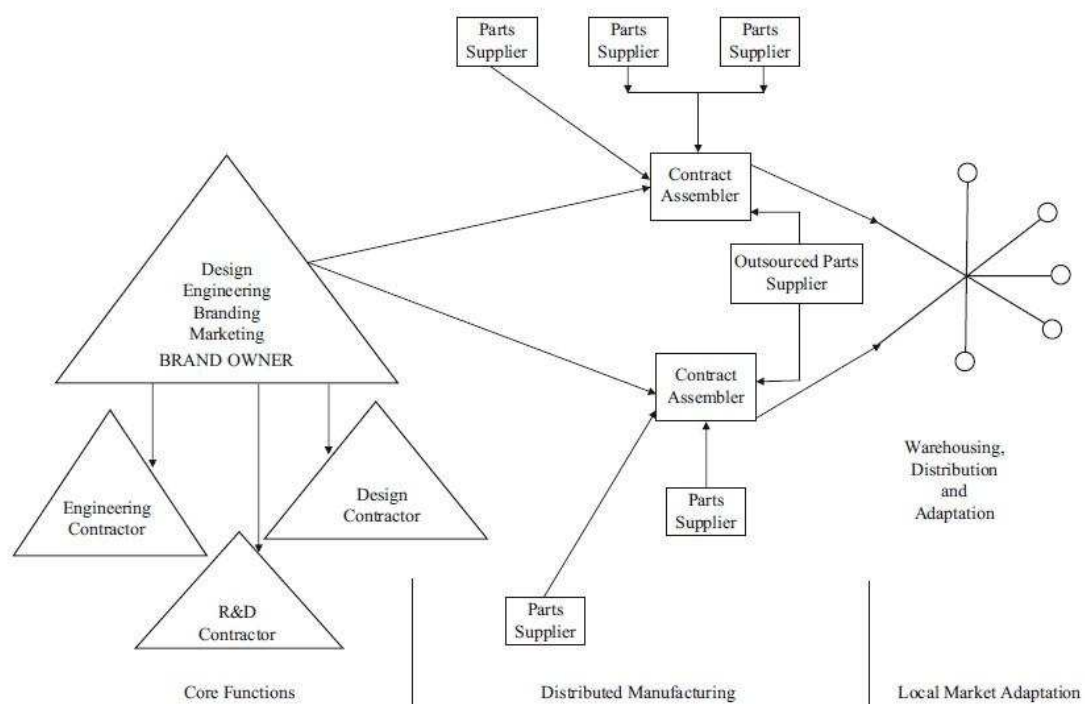 Parts
Supplier
Parts
Supplier
Parts
Supplier
Contract
Assembler
Design
Engineering
Branding
Marketing
BRAND OWNER
Outsourced Parts
Supplier
Contract
Assembler
Engineering
Contractor
Design
Contractor
R&D
Contractor
Parts
Supplier
Parts
Supplier
Warehousing,
Distribution
and
Adaptation
Core Functions
Distributed Manufacturing
Local Market Adaptation